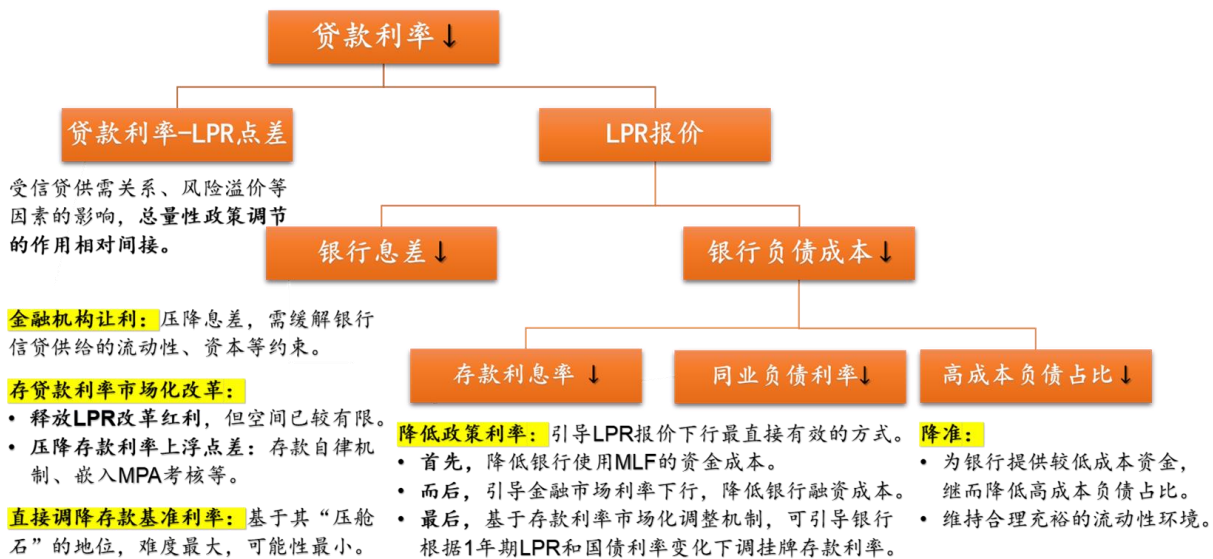 贷款利率↓
贷款利率-LPR点差
LPR报价
受信贷供需关系、风险溢价等
因素的影响，总量性政策调节
的作用相对间接。
银行息差↓
银行负债成本↓
金融机构让利：压降息差，需缓解银行
信贷供给的流动性、资本等约束。
存贷款利率市场化改革：
• 释放LPR改革红利，但空间已较有限。
• 压降存款利率上浮点差：存款自律机
制、嵌入MPA考核等。
直接调降存款基准利率：基于其“压舱
石”的地位，难度最大，可能性最小。
存款利息率 ↓
同业负债利率↓
高成本负债占比↓
降低政策利率：引导LPR报价下行最直接有效的方式。
• 首先，降低银行使用MLF的资金成本。
• 而后，引导金融市场利率下行，降低银行融资成本。
• 最后，基于存款利率市场化调整机制，可引导银行
根据1年期LPR和国债利率变化下调挂牌存款利率。
降准：
• 为银行提供较低成本资金，
继而降低高成本负债占比。
• 维持合理充裕的流动性环境。